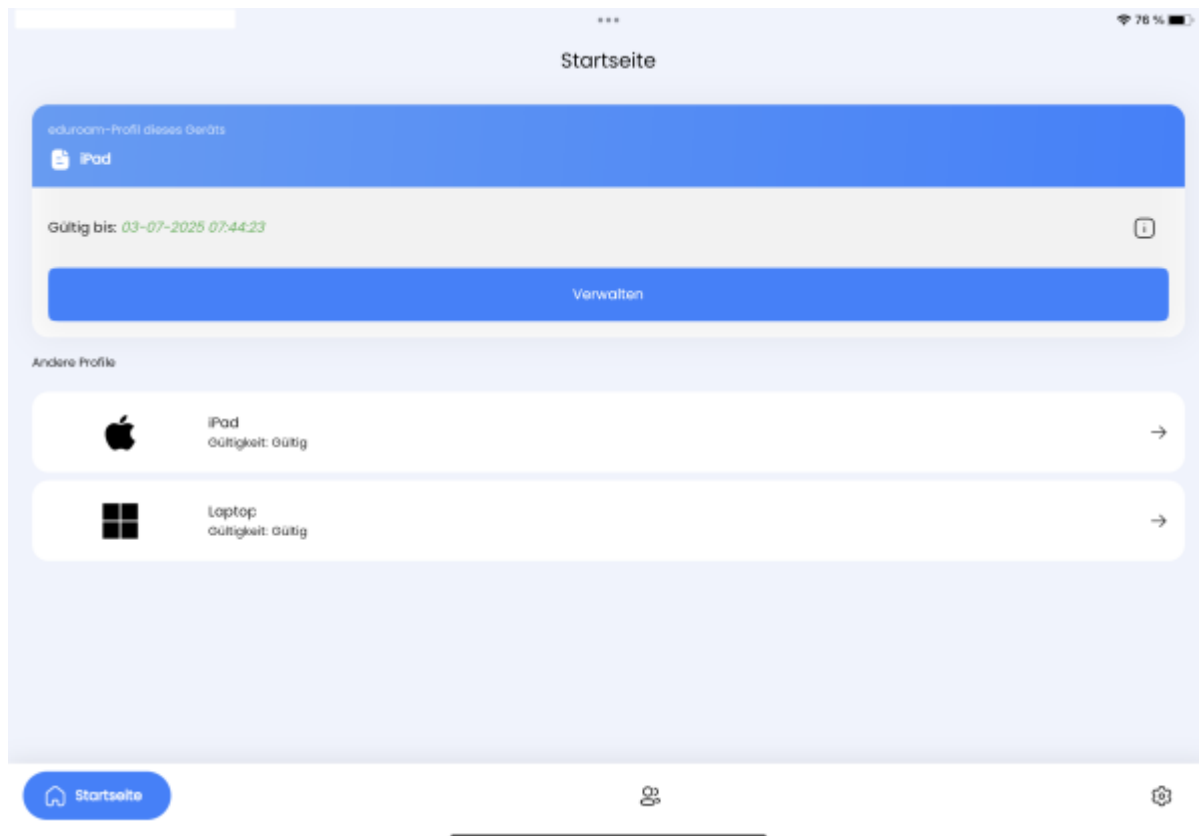 76 %
Startseite
eduroam-Profil dieses Geräts
iPad
Gültig bis: 03-07-2025 07:44:23
Verwalten
Andere Profile
iPad
Gültigkeit: Gültig
Laptop
Gültigkeit: Gültig
Startseite